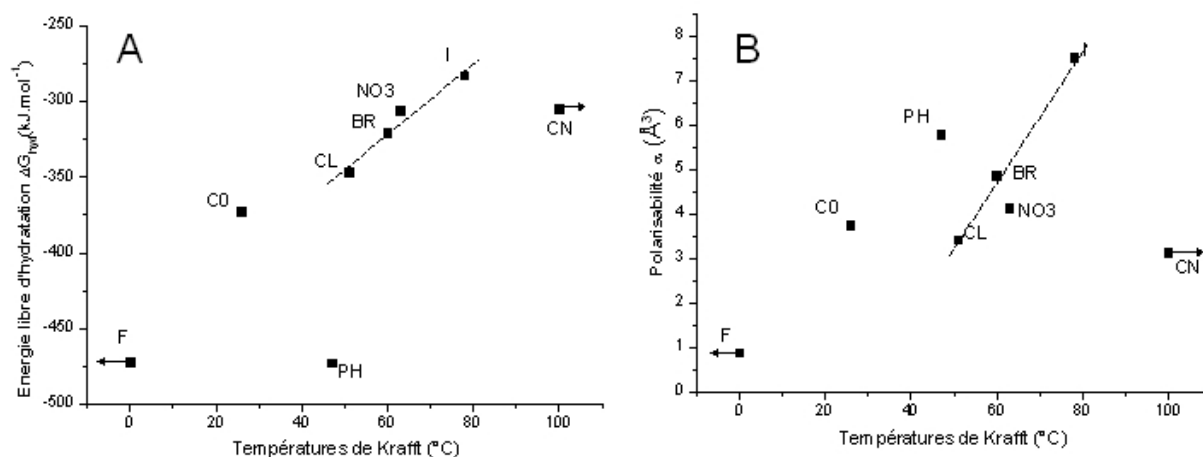 A
Energie libre d'hydratation ΔGhyd(kJ.mol⁻¹)
-250
-300
-350
-400
-450
-500
I
NO3
BR
CL
CN
C0
F
PH
0
20
40
60
80
100
Températures de Krafft (°C)
B
Polarisabilité α (Å³)
8
7
6
5
4
3
2
1
0
I
PH
BR
C0
NO3
CL
CN
F
0
20
40
60
80
100
Températures de Krafft (°C)